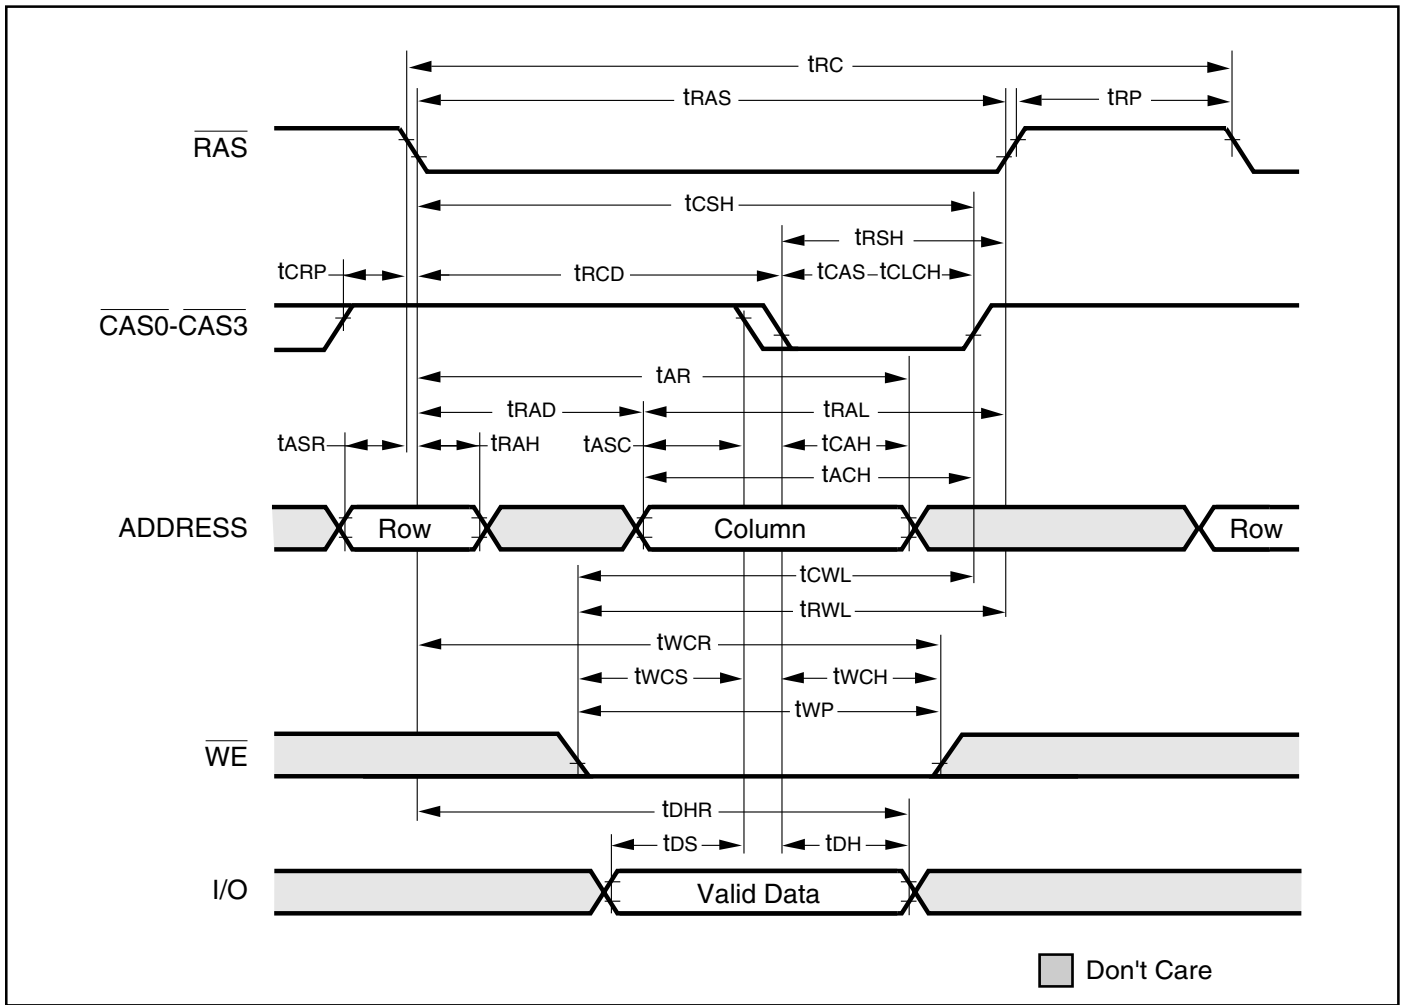 tRC
tRAS
tRP
RAS
tCSH
tRSH
tCRP
tRCD
tCAS
tCLCH
CAS0-CAS3
tAR
tRAD
tRAL
tASR
tRAH
tASC
tCAH
tACH
ADDRESS
Row
Column
Row
tCWL
tRWL
tWCR
tWCS
tWCH
tWP
WE
tDHR
tDS
tDH
I/O
Valid Data
Don't Care